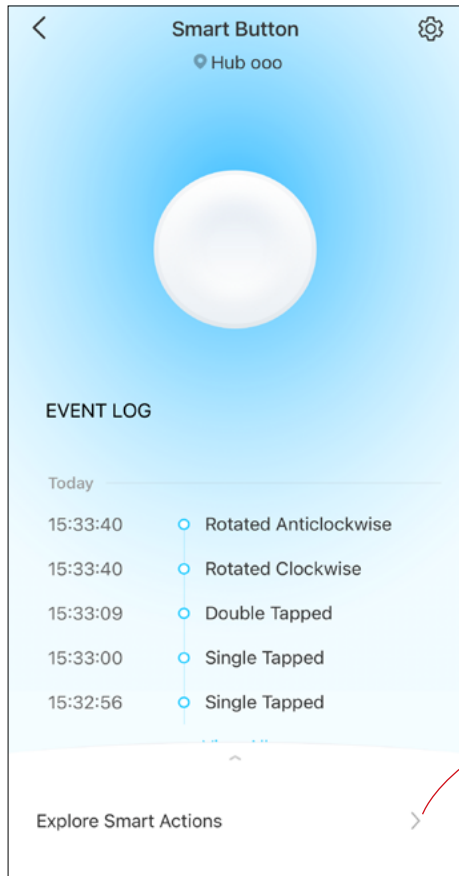 Smart Button
Hub ooo
EVENT LOG
Today
15:33:40 Rotated Anticlockwise
15:33:40 Rotated Clockwise
15:33:09 Double Tapped
15:33:00 Single Tapped
15:32:56 Single Tapped
Explore Smart Actions